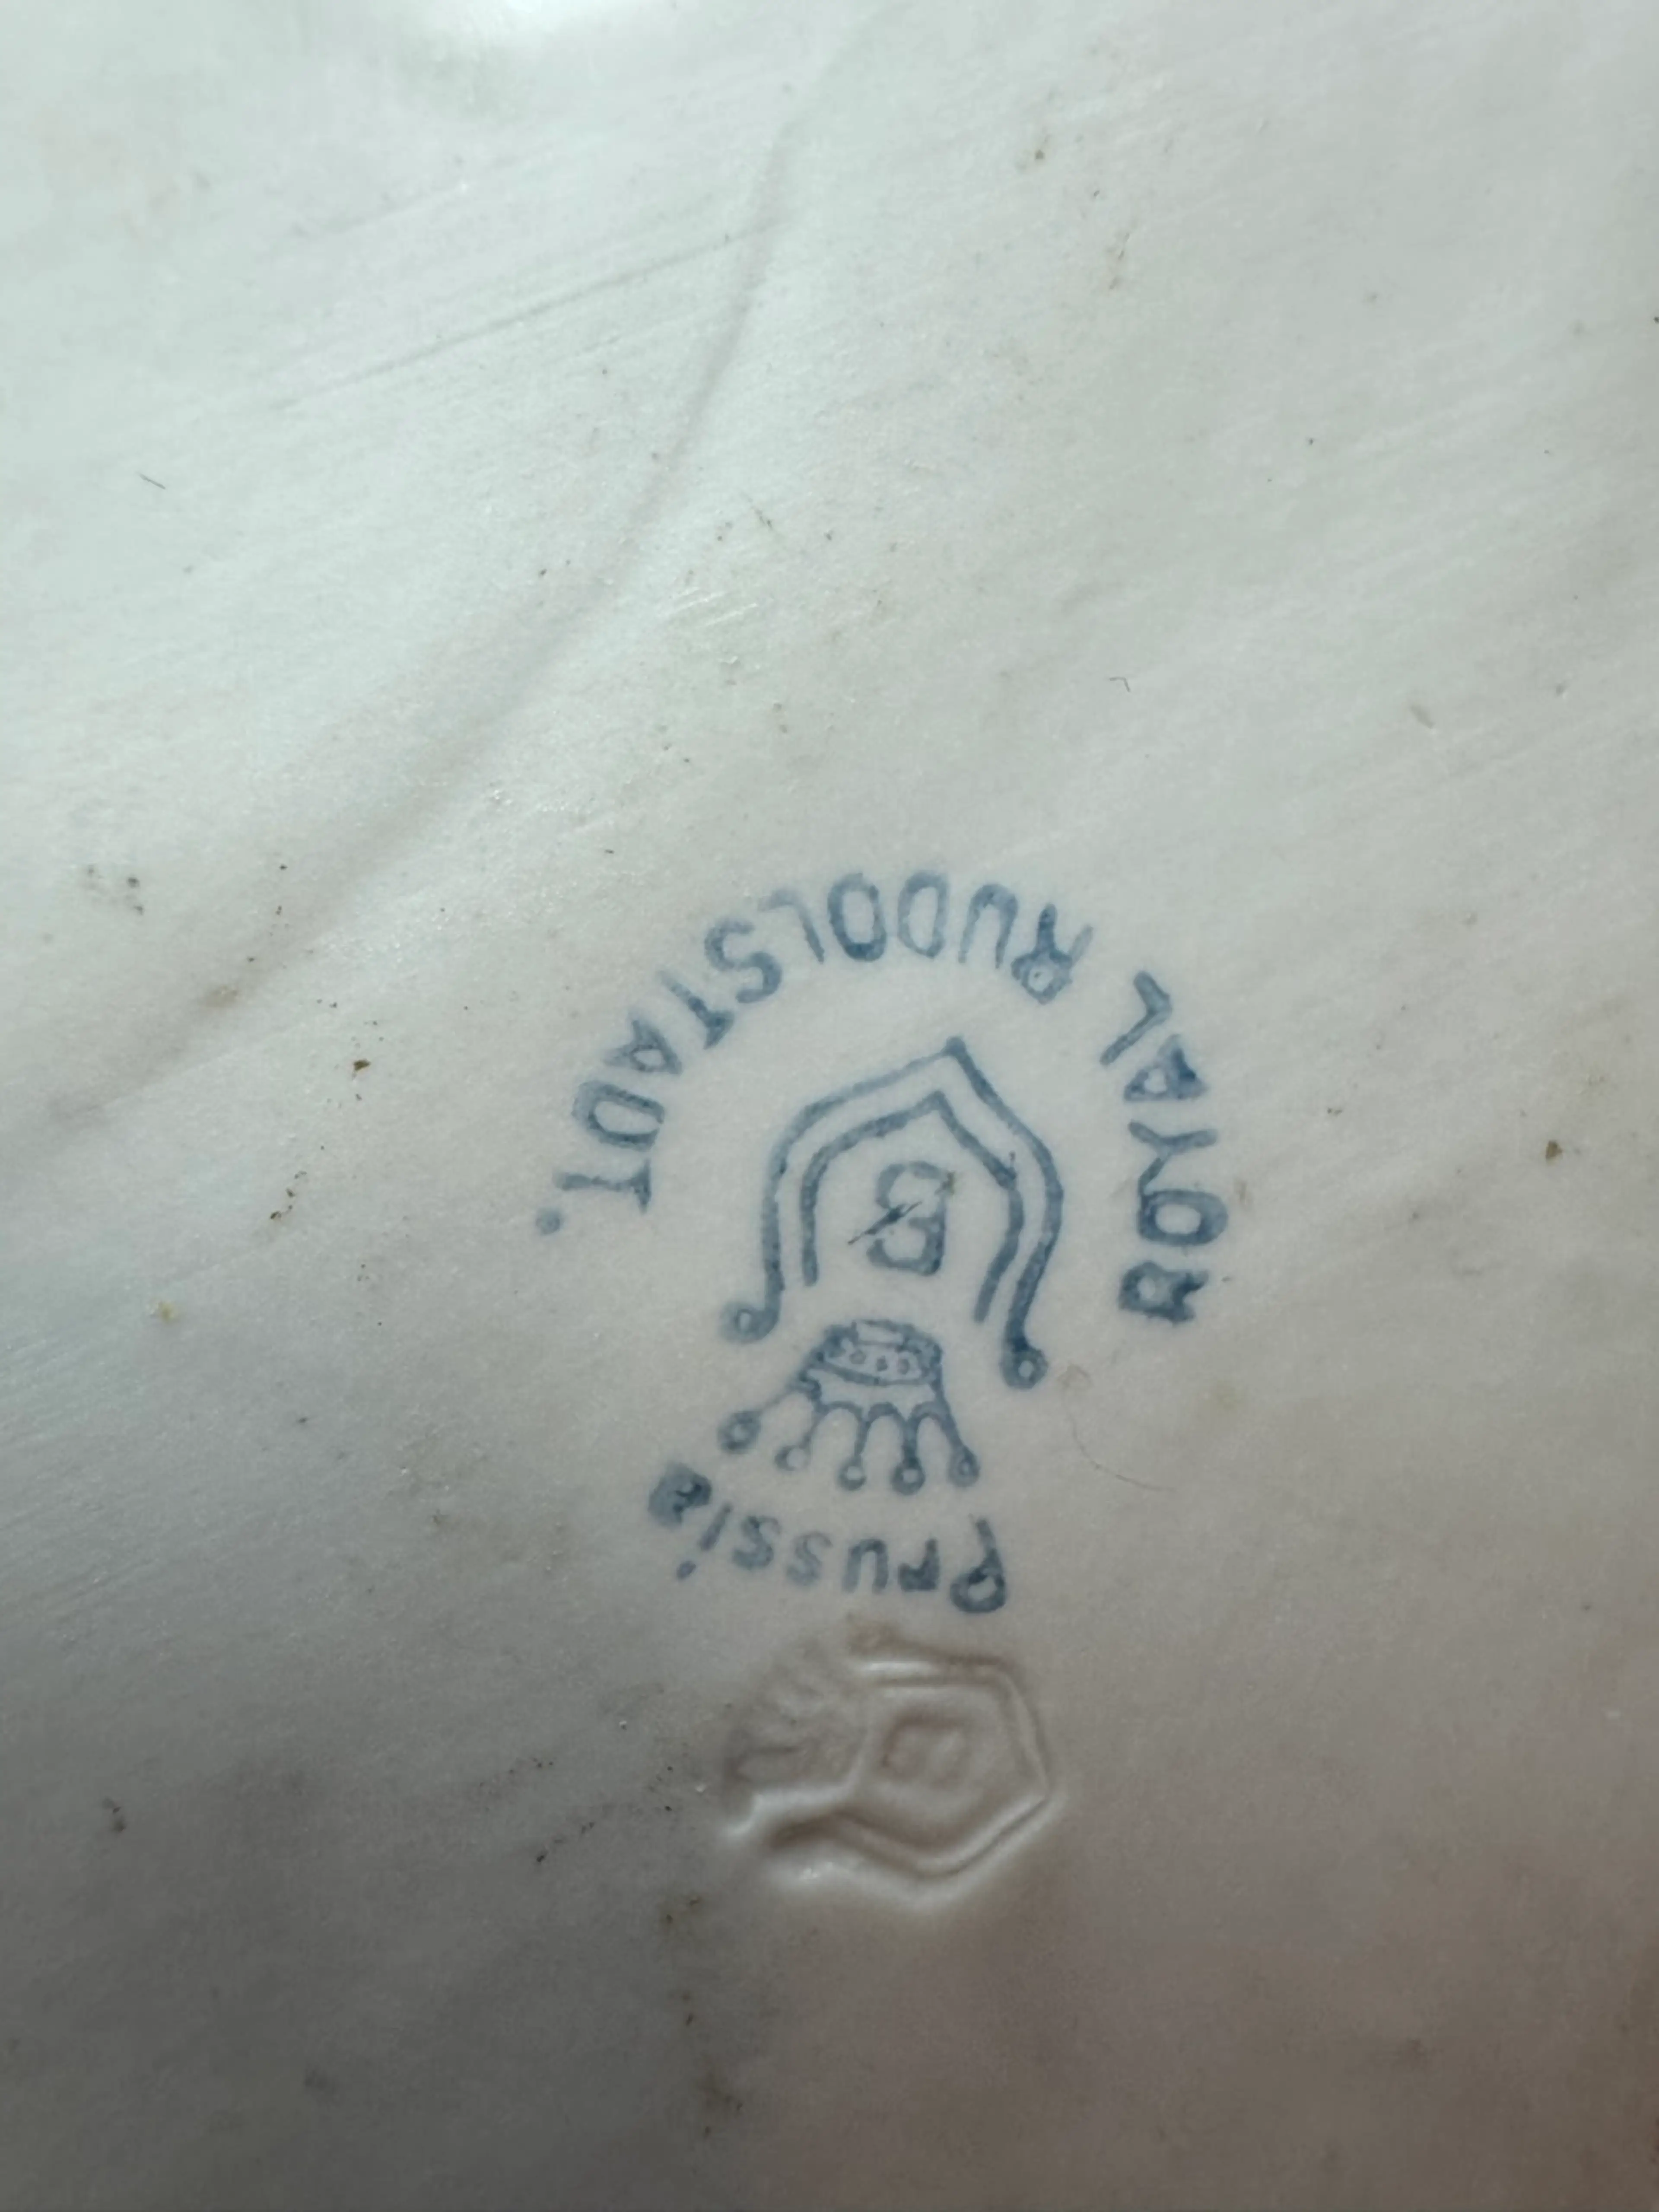 Prussia
B
ROYAL RUDOLSTADT.
B